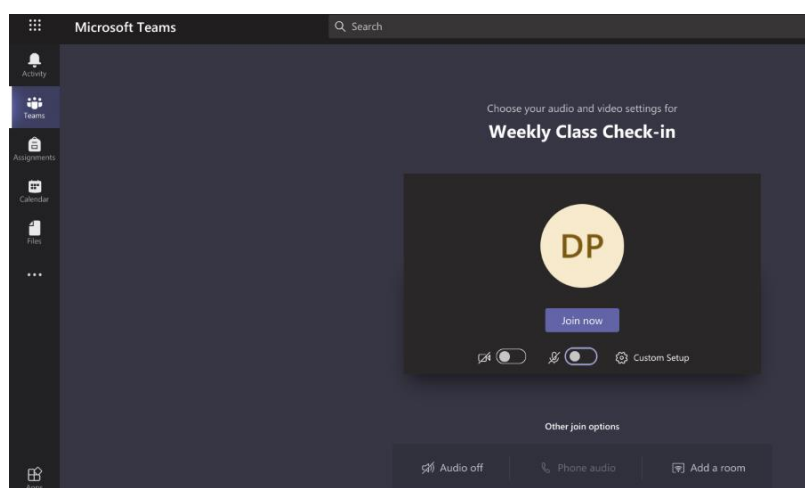 Microsoft Teams
Search
Activity
Teams
Assignments
Calendar
Files
Choose your audio and video settings for
Weekly Class Check-in
DP
Join now
Custom Setup
Other join options
Audio off
Phone audio
Add a room